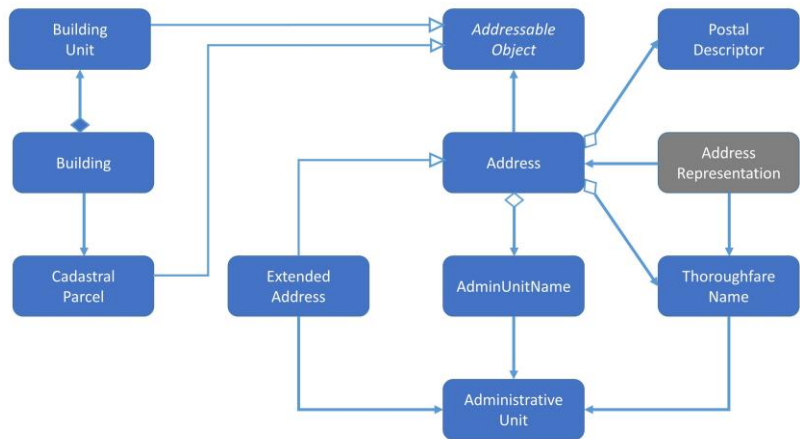 Building
Unit
Addressable
Object
Postal
Descriptor
Building
Address
Address
Representation
Cadastral
Parcel
Extended
Address
AdminUnitName
Thoroughfare
Name
Administrative
Unit